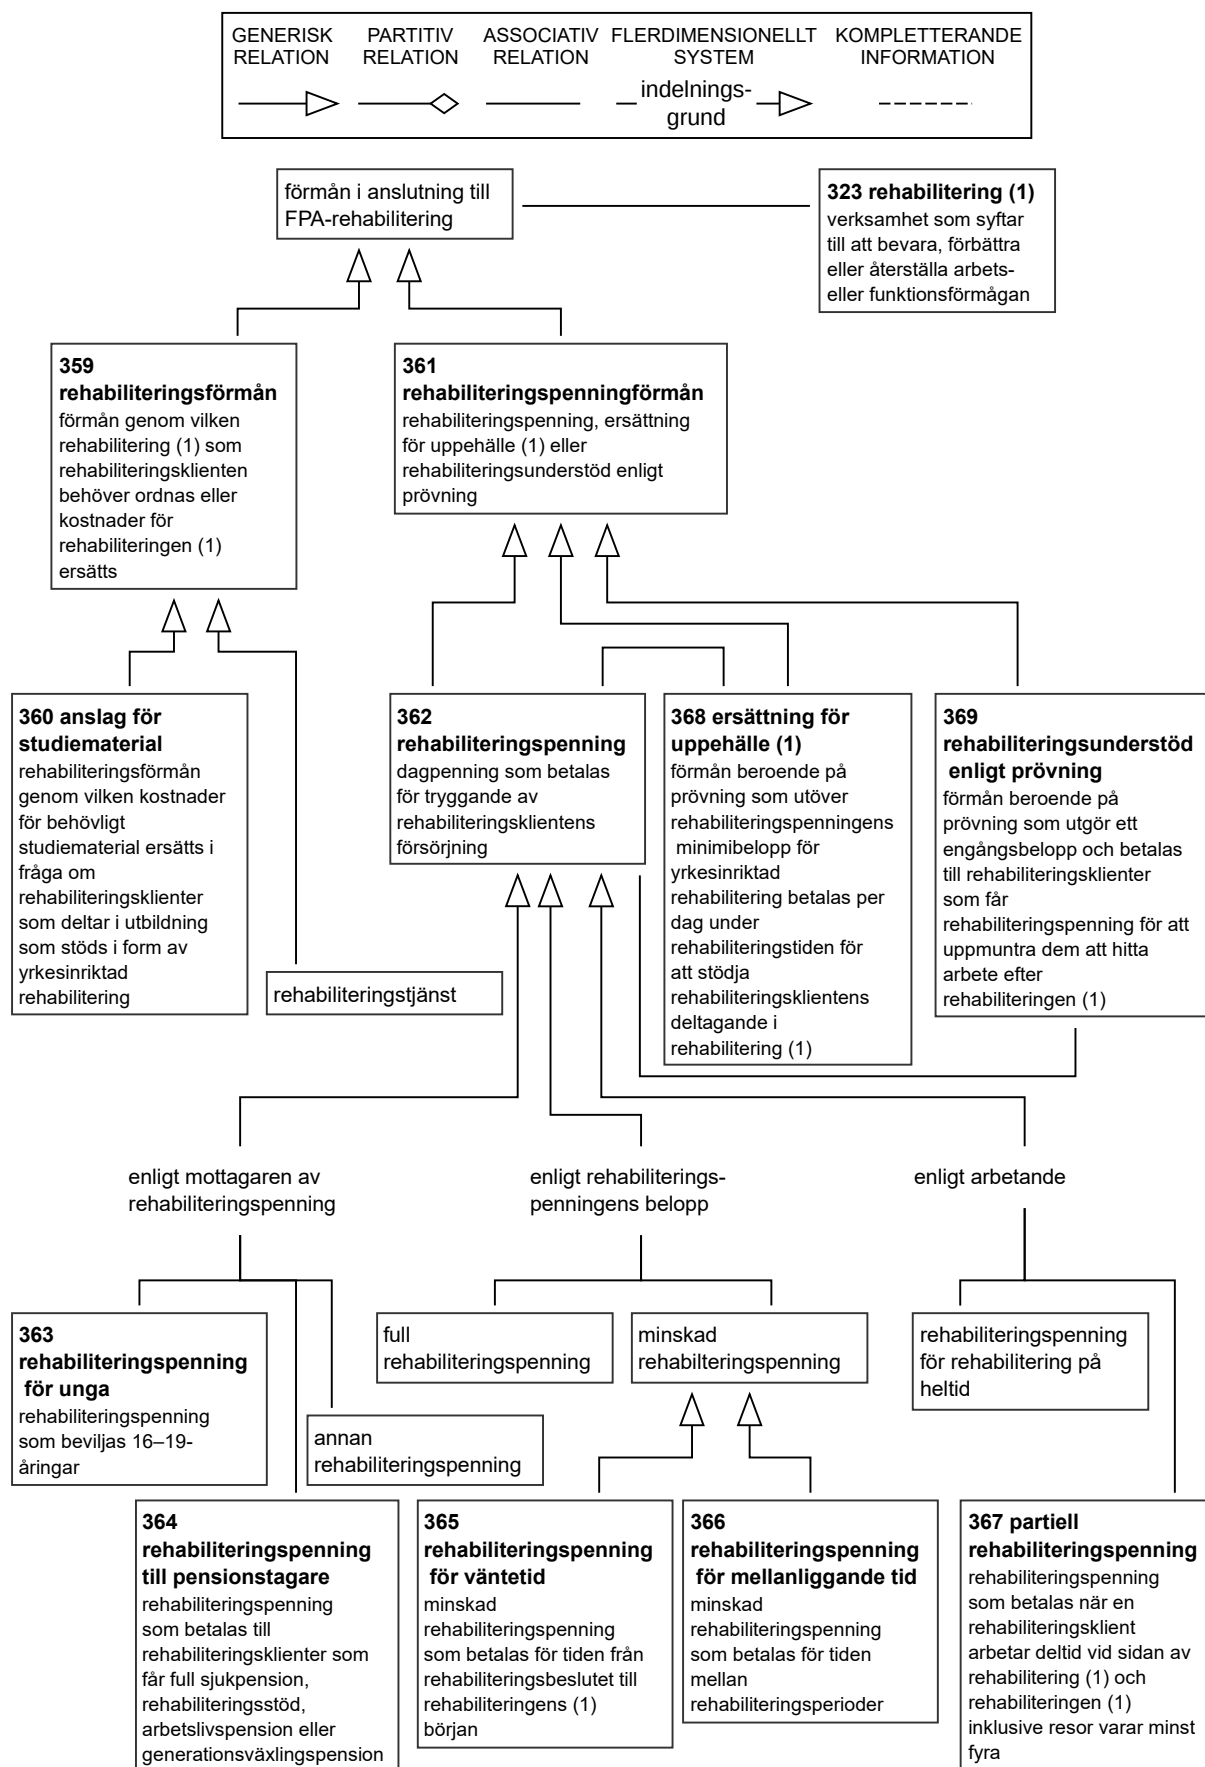 GENERISK
RELATION
PARTITIV
RELATION
ASSOCIATIV
RELATION
FLERDIMENSIONELLT
SYSTEM
KOMPLETTERANDE
INFORMATION
indelnings-
grund
förmån i anslutning till
FPA-rehabilitering
323 rehabilitering (1)
verksamhet som syftar
till att bevara, förbättra
eller återställa arbets-
eller funktionsförmågan
359
rehabiliteringsförmån
förmån genom vilken
rehabilitering (1) som
rehabiliteringsklienten
behöver ordnas eller
kostnader för
rehabiliteringen (1)
ersätts
361
rehabiliteringspenningförmån
rehabiliteringspenning, ersättning
för uppehälle (1) eller
rehabiliteringsunderstöd enligt
prövning
360 anslag för
studiematerial
rehabiliteringsförmån
genom vilken kostnader
för behövligt
studiematerial ersätts i
fråga om
rehabiliteringsklienter
som deltar i utbildning
som stöds i form av
yrkesinriktad
rehabilitering
rehabiliteringstjänst
362
rehabiliteringspenning
dagpenning som betalas
för tryggande av
rehabiliteringsklientens
försörjning
368 ersättning för
uppehälle (1)
förmån beroende på
prövning som utöver
rehabiliteringspenningens
minimibelopp för
yrkesinriktad
rehabilitering betalas per
dag under
rehabiliteringstiden för
att stödja
rehabiliteringsklientens
deltagande i
rehabilitering (1)
369
rehabiliteringsunderstöd
enligt prövning
förmån beroende på
prövning som utgör ett
engångsbelopp och betalas
till rehabiliteringsklienter
som får
rehabiliteringspenning för att
uppmuntra dem att hitta
arbete efter
rehabiliteringen (1)
enligt mottagaren av
rehabiliteringspenning
enligt rehabiliterings-
penningens belopp
enligt arbetande
363
rehabiliteringspenning
för unga
rehabiliteringspenning
som beviljas 16–19-
åringar
annan
rehabiliteringspenning
full
rehabiliteringspenning
minskad
rehabilteringspenning
rehabiliteringspenning
för rehabilitering på
heltid
364
rehabiliteringspenning
till pensionstagare
rehabiliteringspenning
som betalas till
rehabiliteringsklienter som
får full sjukpension,
rehabiliteringsstöd,
arbetslivspension eller
generationsväxlingspension
365
rehabiliteringspenning
för väntetid
minskad
rehabiliteringspenning
som betalas för tiden från
rehabiliteringsbeslutet till
rehabiliteringens (1)
början
366
rehabiliteringspenning
för mellanliggande tid
minskad
rehabiliteringspenning
som betalas för tiden
mellan
rehabiliteringsperioder
367 partiell
rehabiliteringspenning
rehabiliteringspenning
som betalas när en
rehabiliteringsklient
arbetar deltid vid sidan av
rehabilitering (1) och
rehabiliteringen (1)
inklusive resor varar minst
fyra